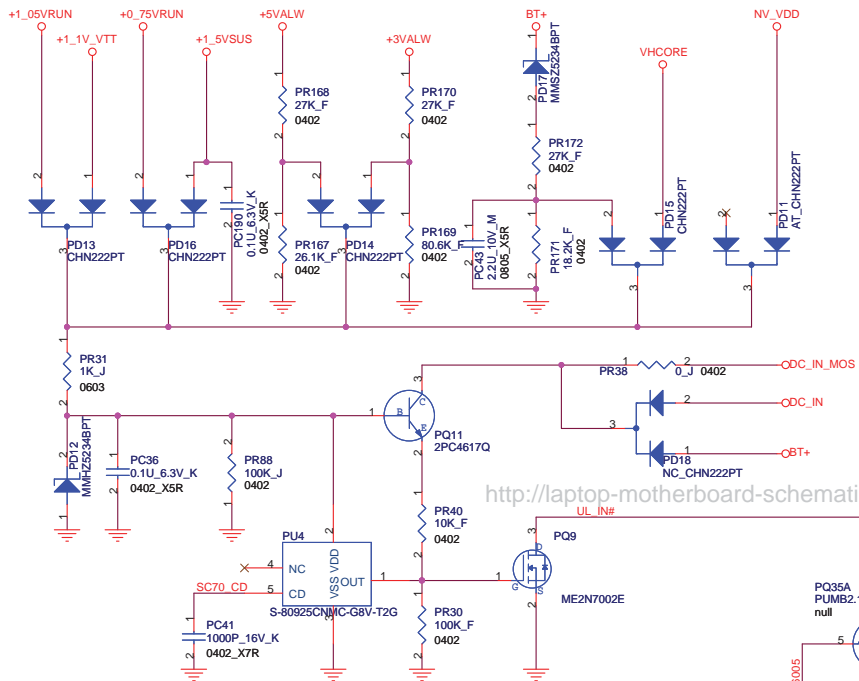 +1_05VRUN
+0_75VRUN
+5VALW
BT+
NV_VDD
+1_1V_VTT
+1_5VSUS
+3VALW
VHCORE
PD17
MMSZ5234BPT
PR168
27K_F
0402
PR170
27K_F
0402
PR172
27K_F
0402
PD13
CHN222PT
PD16
CHN222PT
PC190
0.1U_6.3V_K
0402_X5R
PR167
26.1K_F
0402
PD14
CHN222PT
PR169
80.6K_F
0402
PC43
2.2U_10V_M
0805_X5R
PR171
18.2K_F
0402
PD15
CHN222PT
PD11
AT_CHN222PT
PR31
1K_J
0603
PD12
MMHZ5234BPT
PC36
0.1U_6.3V_K
0402_X5R
PR88
100K_J
0402
B
C
E
PQ11
2PC4617Q
PR38
0_J 0402
DC_IN_MOS
DC_IN
BT+
PD18
NC_CHN222PT
http://laptop-motherboard-schemati
UL_IN#
PR40
10K_F
0402
PU4
NC
CD
VDD
VSS
OUT
S-80925CNMC-G8V-T2G
SC70_CD
PC41
1000P_16V_K
0402_X7R
PR30
100K_F
0402
PQ9
D
G
S
ME2N7002E
PQ35A
PUMB2.1
null
5